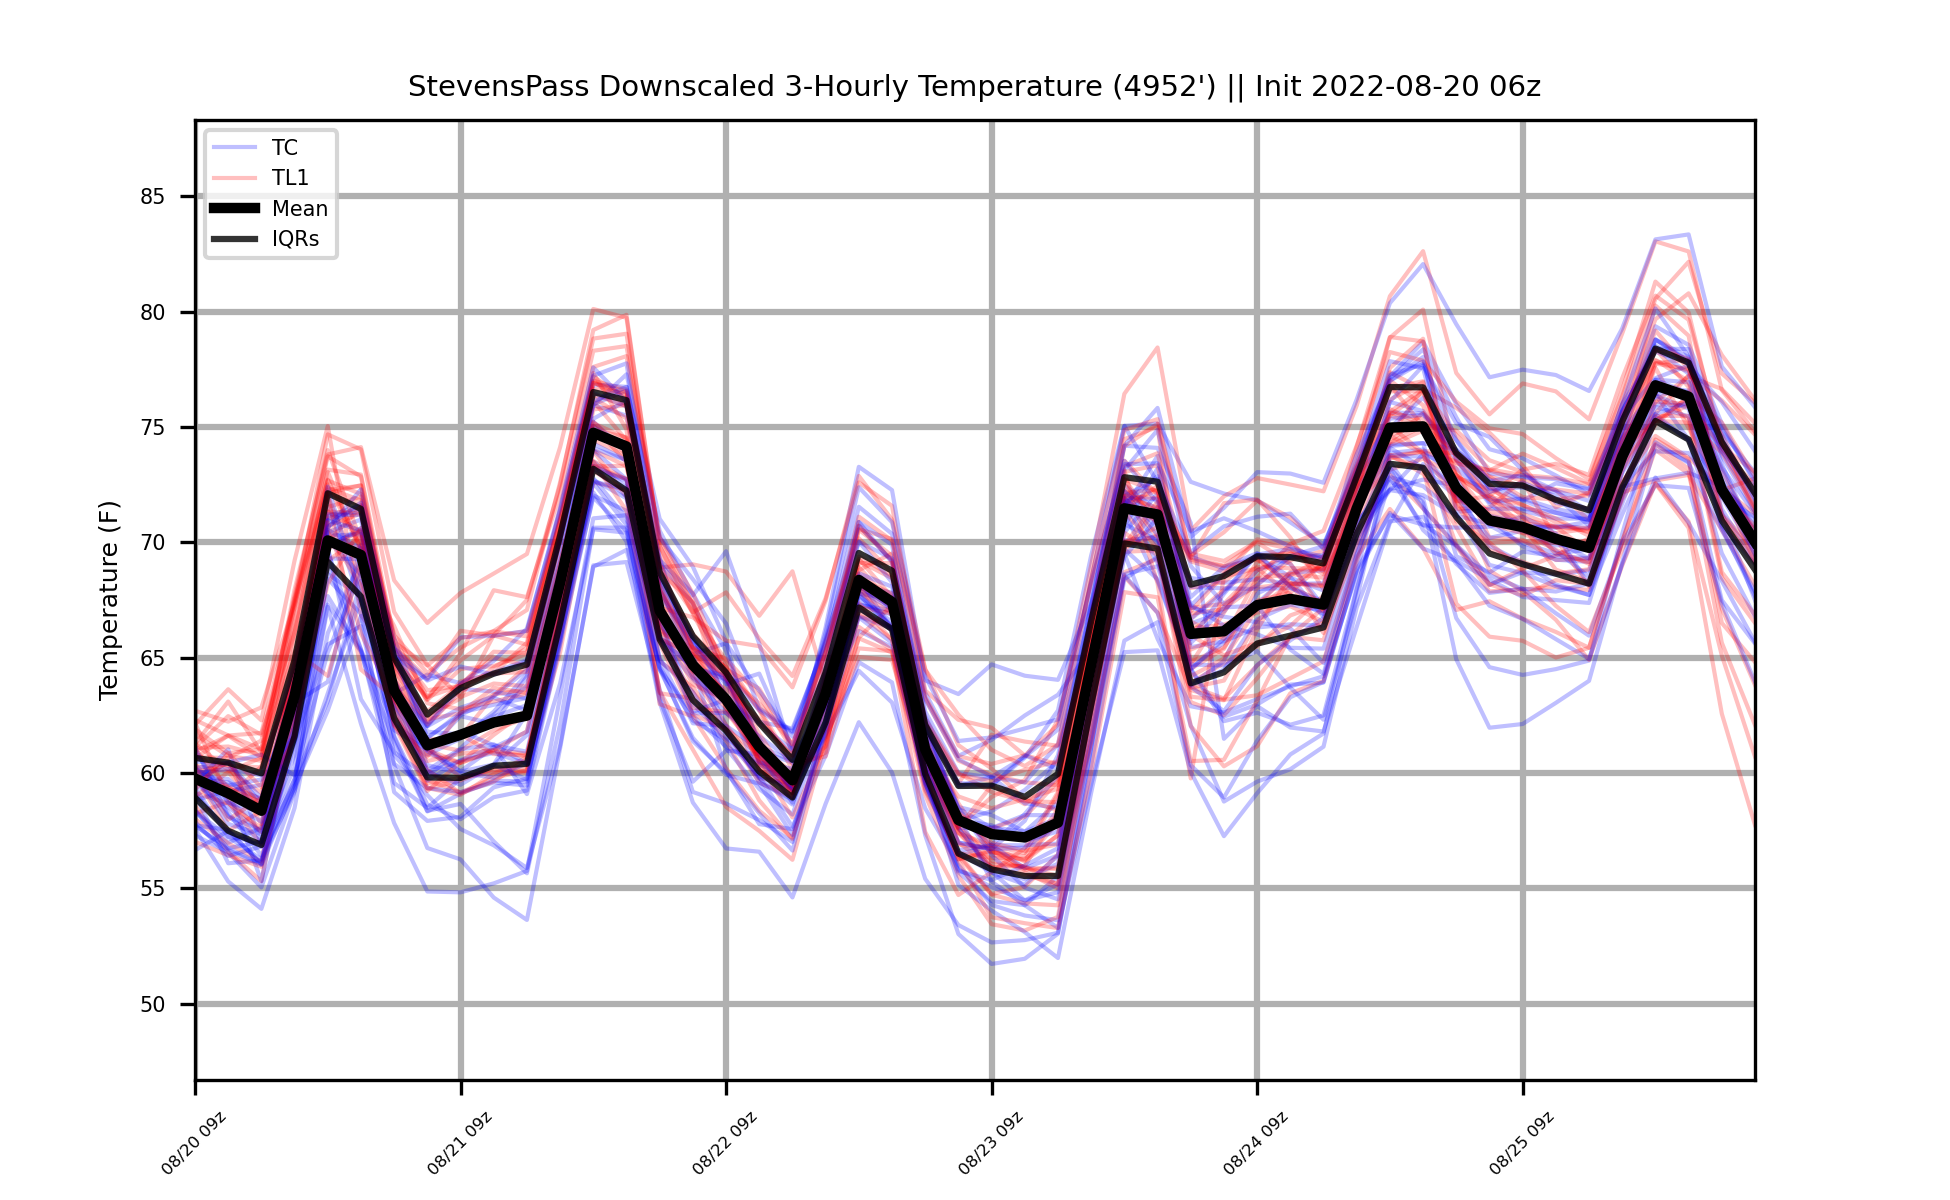 StevensPass Downscaled 3-Hourly Temperature (4952') || Init 2022-08-20 06z
TC
TL1
Mean
IQRs
Temperature (F)
85
80
75
70
65
60
55
50
08/20 09z
08/21 09z
08/22 09z
08/23 09z
08/24 09z
08/25 09z